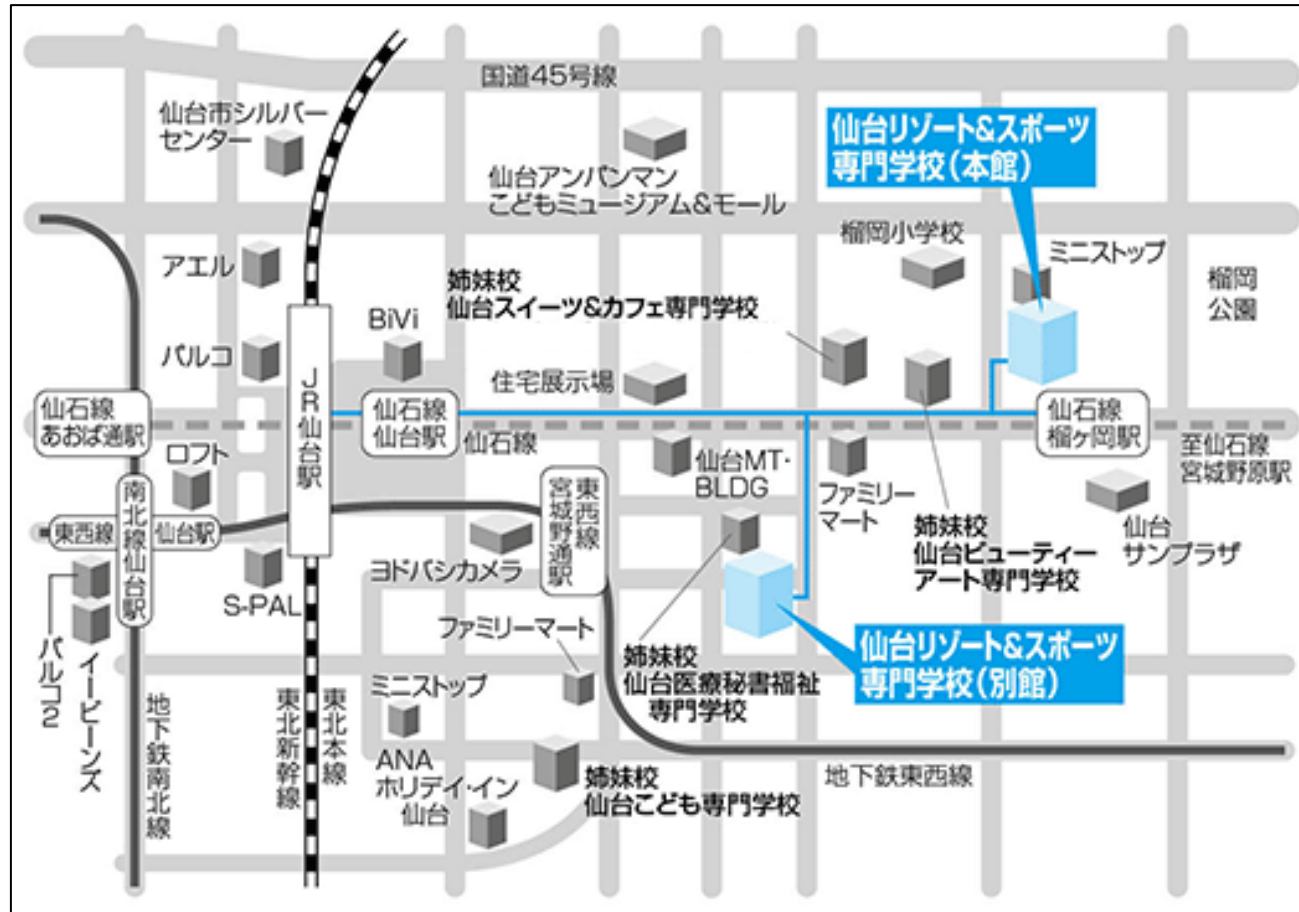 国道45号線
仙台市シルバー
センター
仙台リゾート&スポーツ
専門学校(本館)
仙台アンパンマン
こどもミュージアム&モール
榴岡小学校
ミニストップ
アエル
姉妹校
仙台スイーツ&カフェ専門学校
榴岡
公園
BiVi
パルコ
JR仙台駅
住宅展示場
仙石線
あおば通駅
仙石線
仙台駅
仙石線
仙石線
榴ヶ岡駅
至仙石線
宮城野原駅
ロフト
仙台MT・
BLDG
ファミリー
マート
東西線
宮城野通駅
南北線仙台駅
東西線
仙台駅
姉妹校
仙台ビューティー
アート専門学校
仙台
サンプラザ
ヨドバシカメラ
S-PAL
ファミリーマート
パルコ2
イービーンズ
姉妹校
仙台医療秘書福祉
専門学校
仙台リゾート&スポーツ
専門学校(別館)
ミニストップ
地下鉄南北線
東北新幹線
東北本線
ANA
ホリデイ・イン
仙台
姉妹校
仙台こども専門学校
地下鉄東西線